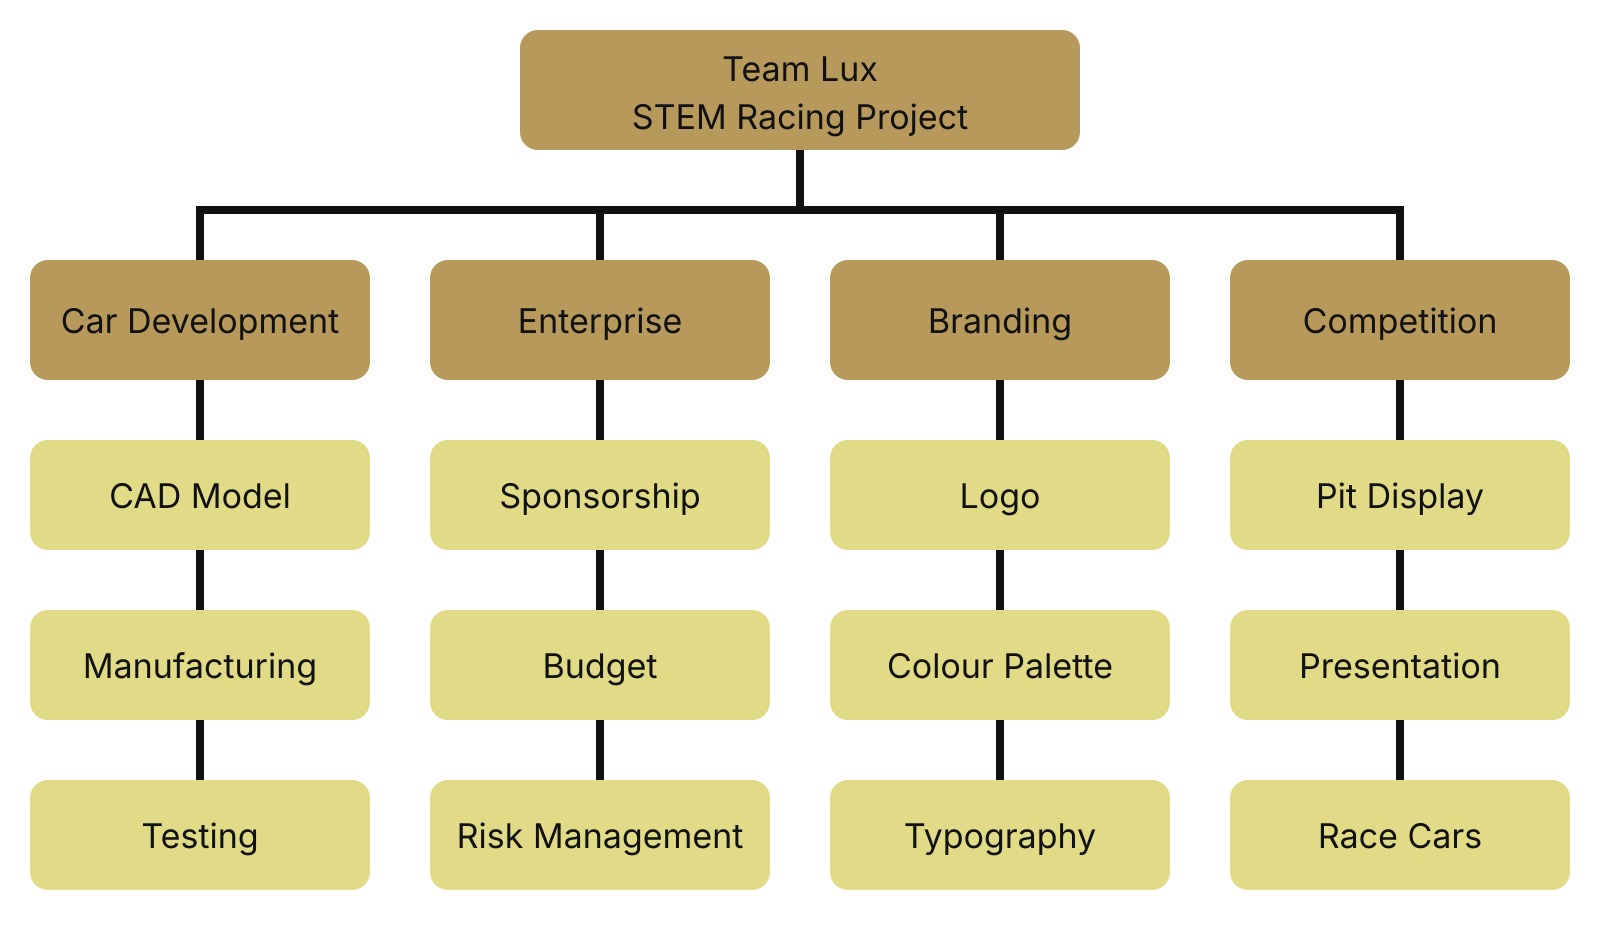 Team Lux
STEM Racing Project
Car Development
Enterprise
Branding
Competition
CAD Model
Sponsorship
Logo
Pit Display
Manufacturing
Budget
Colour Palette
Presentation
Testing
Risk Management
Typography
Race Cars